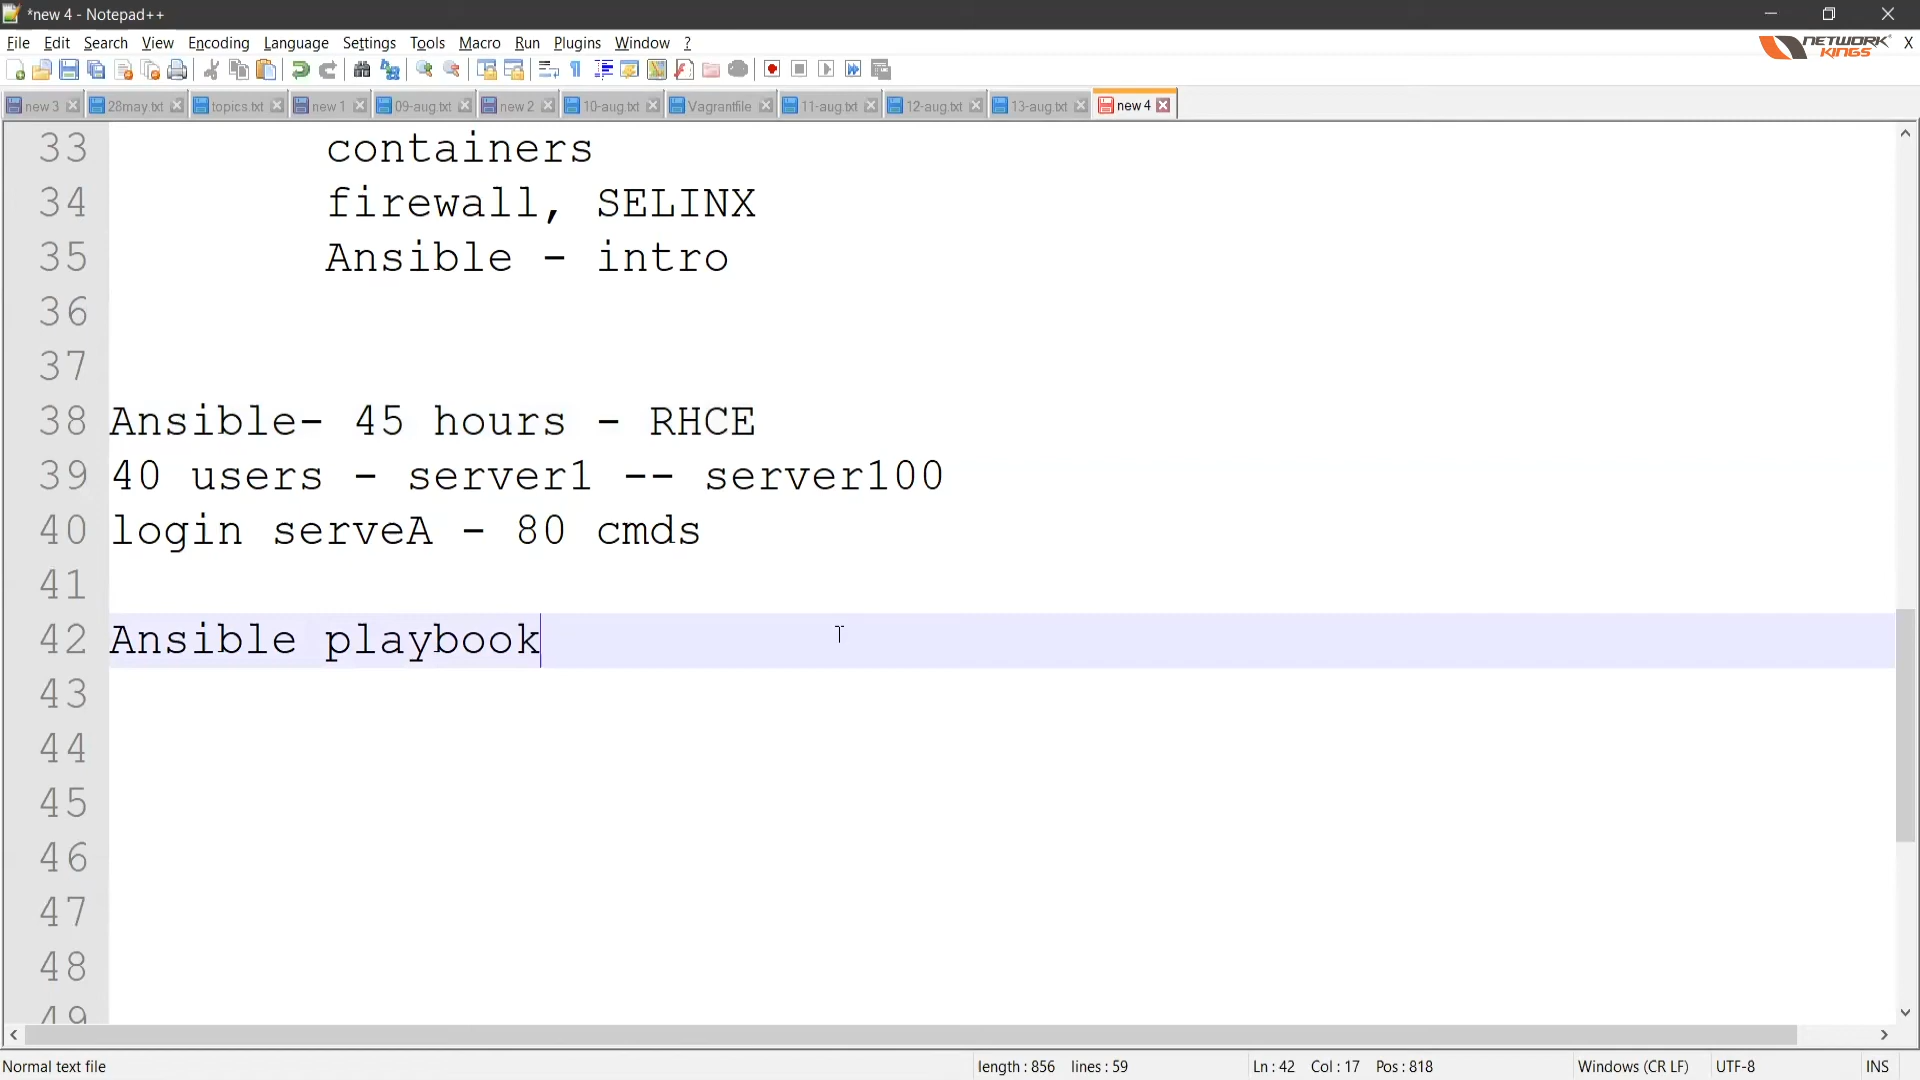 *new 4 - Notepad++
File Edit Search View Encoding Language Settings Tools Macro Run Plugins Window ? X
NETWORK KINGS
new 3 28may.txt topics.txt new 1 09-aug.txt new 2 10-aug.txt Vagrantfile 11-aug.txt 12-aug.txt 13-aug.txt new 4
33 containers
34 firewall, SELINX
35 Ansible - intro
36
37
38 Ansible- 45 hours - RHCE
39 40 users - server1 -- server100
40 login serveA - 80 cmds
41
42 Ansible playbook
43
44
45
46
47
48
49
Normal text file length : 856 lines : 59 Ln : 42 Col : 17 Pos : 818 Windows (CR LF) UTF-8 INS